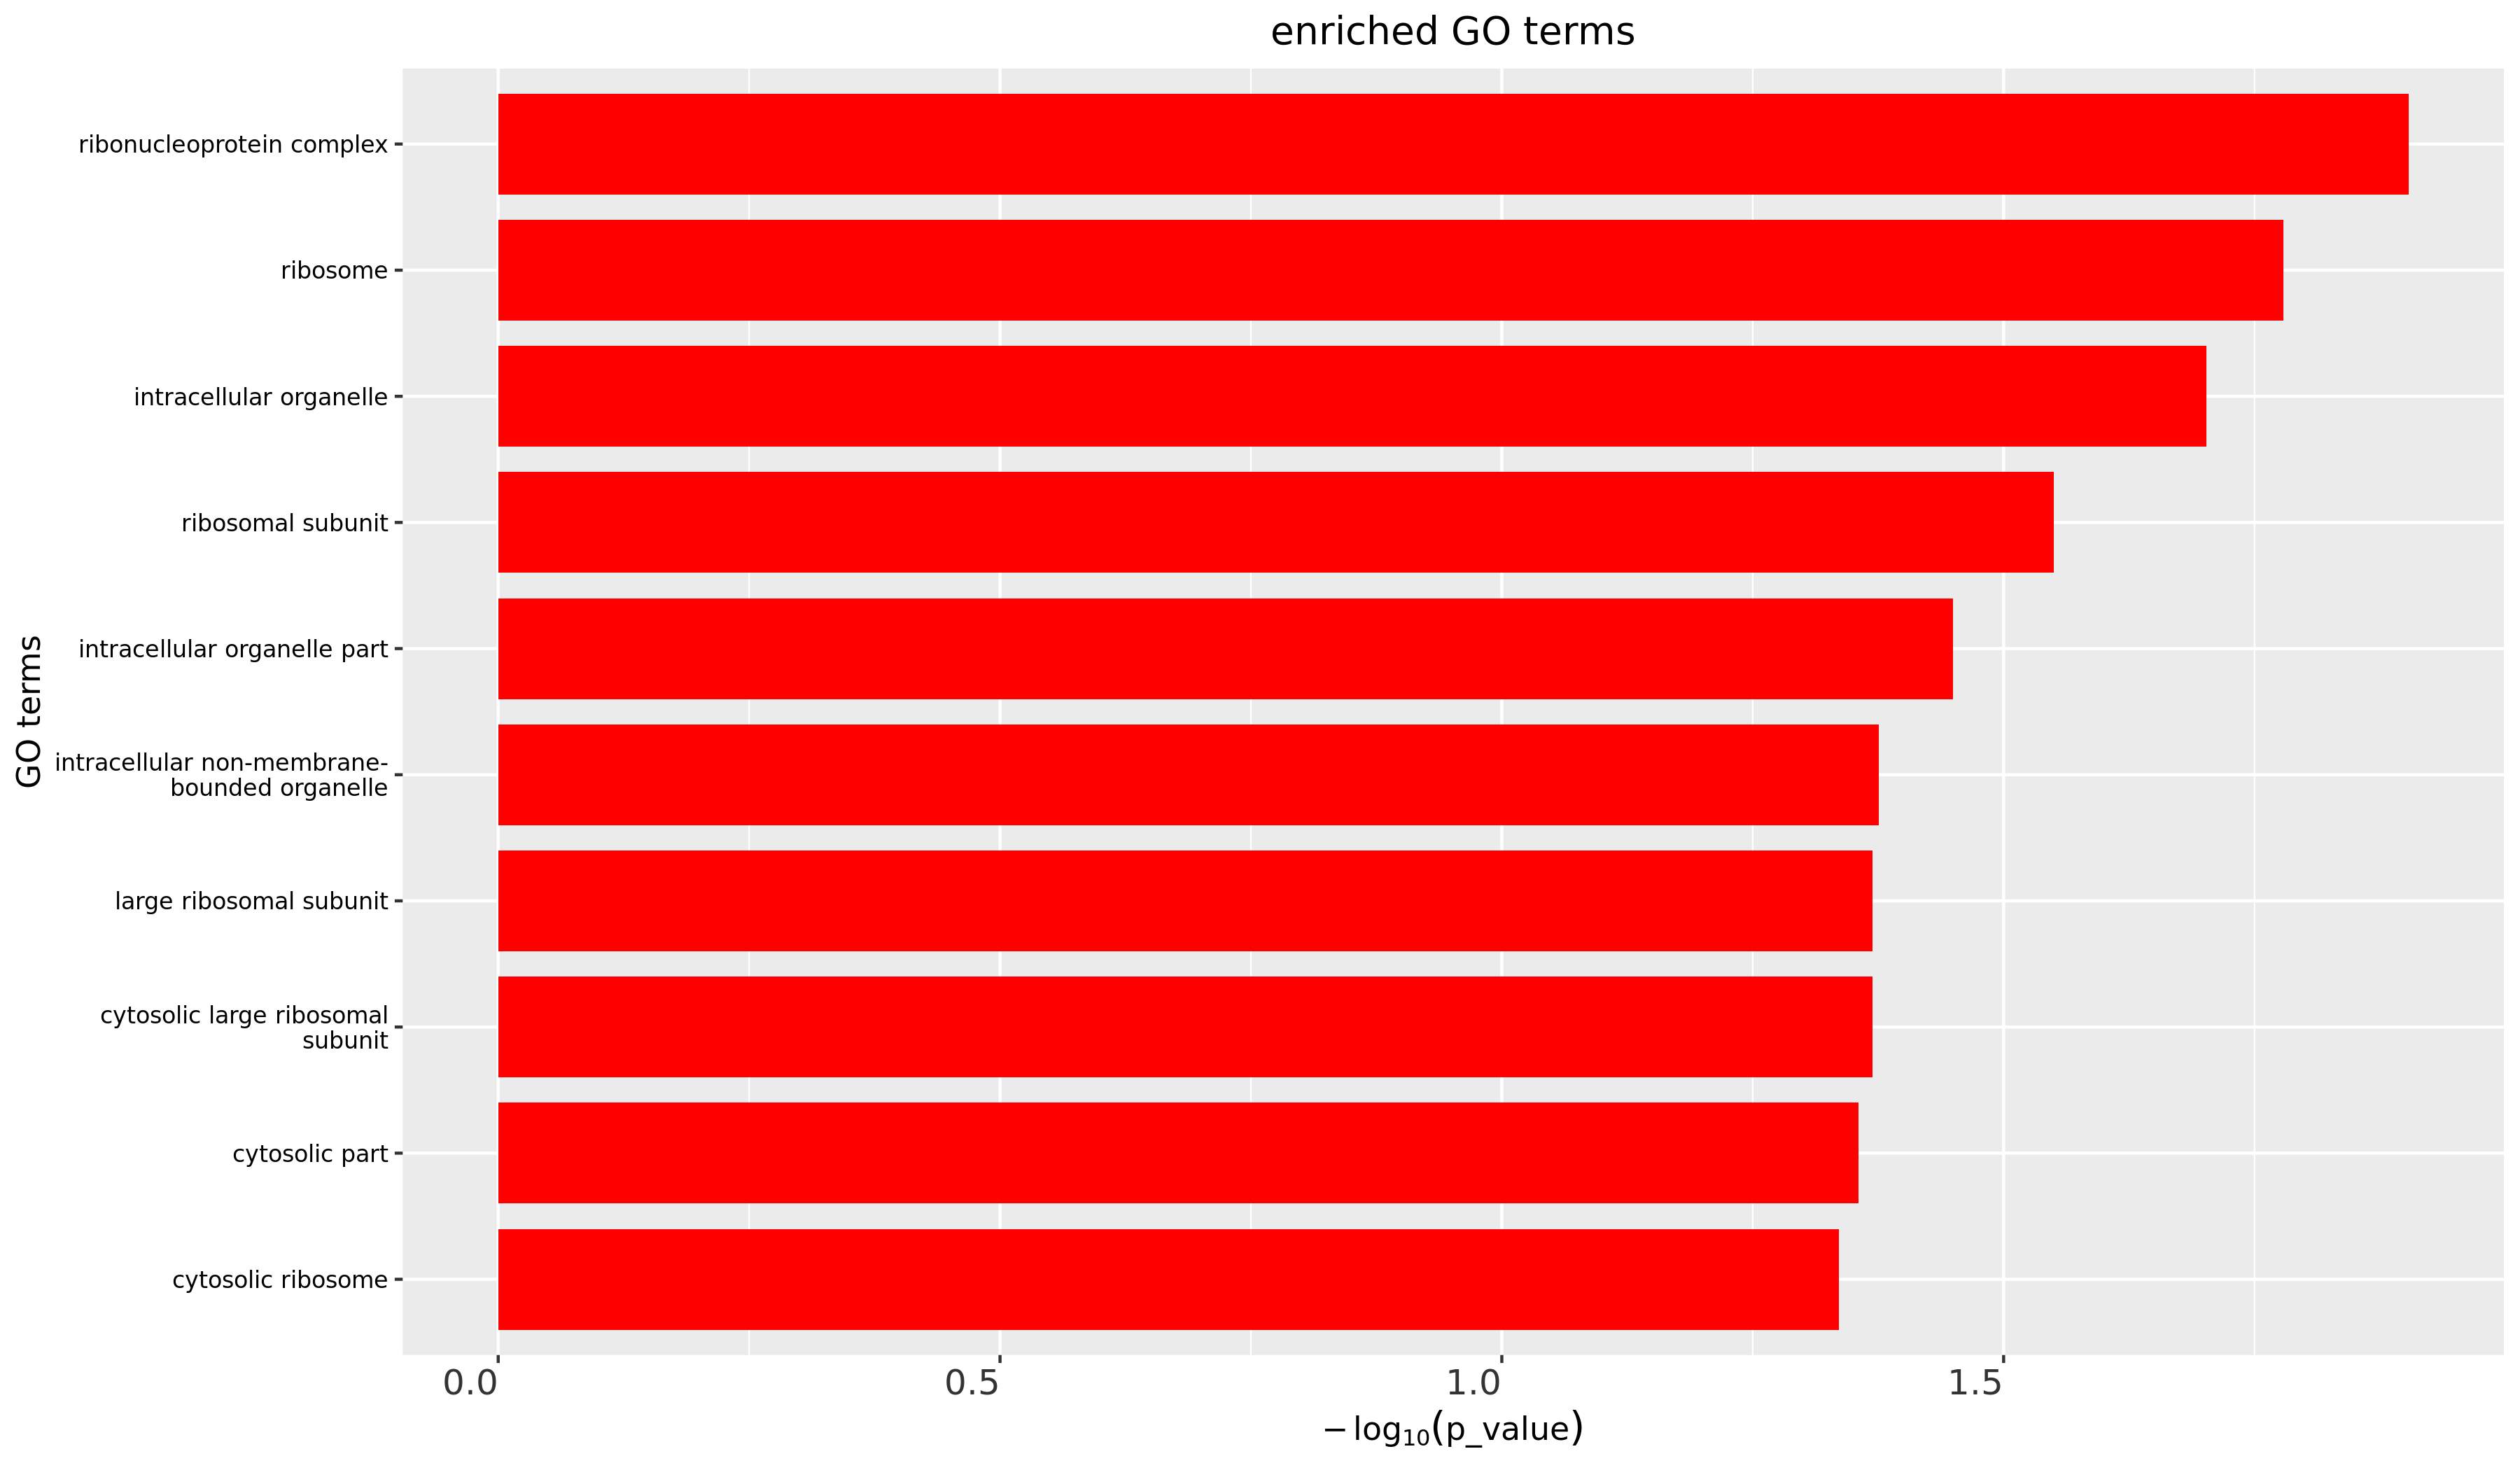 enriched GO terms
ribonucleoprotein complex
ribosome
intracellular organelle
ribosomal subunit
intracellular organelle part
intracellular non-membrane-
bounded organelle
large ribosomal subunit
cytosolic large ribosomal
subunit
cytosolic part
cytosolic ribosome
GO terms
0.0 0.5 1.0 1.5
−log₁₀(p_value)